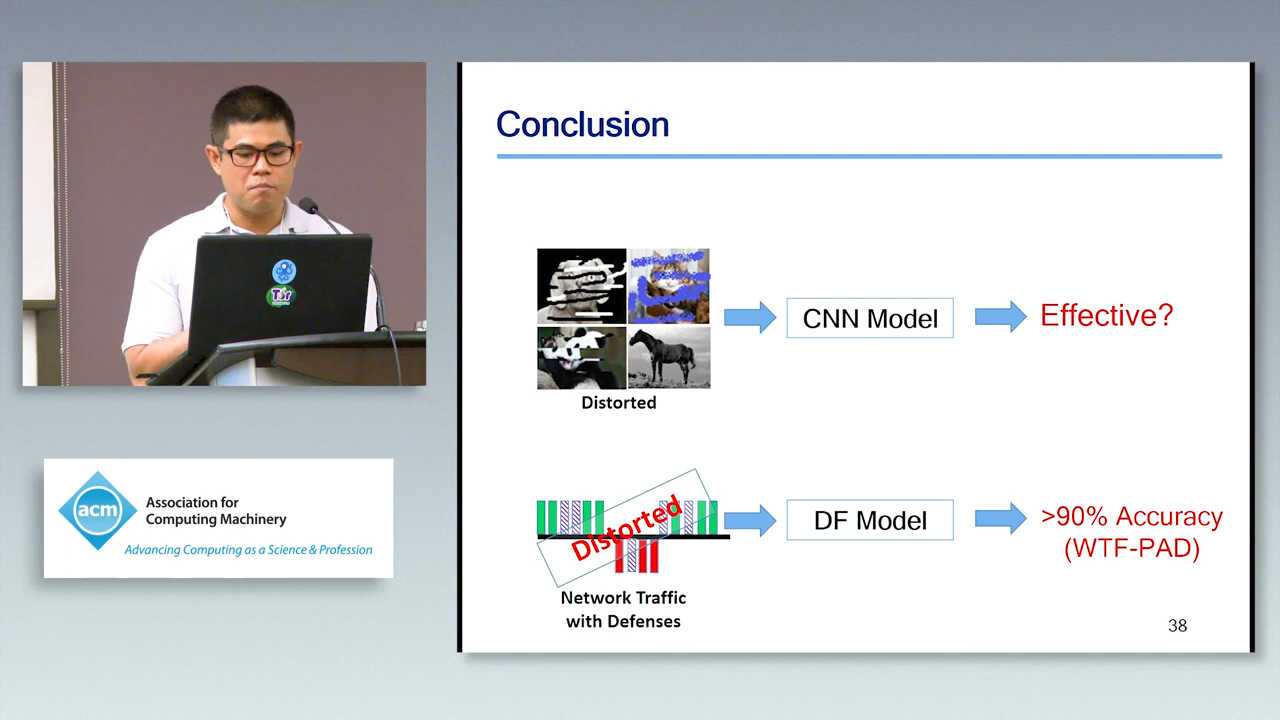 Conclusion
CNN Model
Effective?
Distorted
Distorted
DF Model
>90% Accuracy
(WTF-PAD)
Network Traffic
with Defenses
38
Tor
acm
Association for
Computing Machinery
Advancing Computing as a Science & Profession